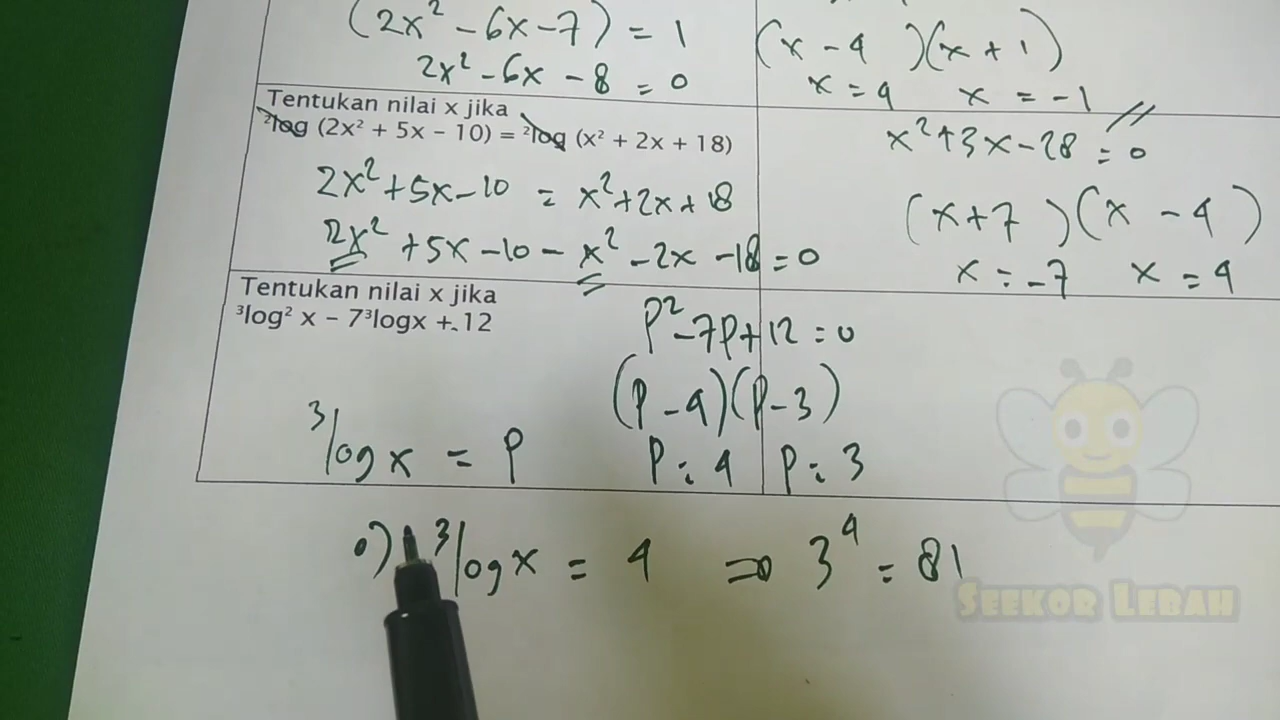 (2x² - 6x - 7) = 1
2x² - 6x - 8 = 0
(x - 4)(x + 1)
x = 4 x = -1
Tentukan nilai x jika
²log (2x² + 5x − 10) = ²log (x² + 2x + 18)
2x² + 5x - 10 = x² + 2x + 18
2x² + 5x - 10 - x² - 2x - 18 = 0
x² + 3x - 28 = 0
(x + 7)(x - 4)
x = -7 x = 4
Tentukan nilai x jika
³log² x − 7³logx + 12
³log x = P
P² - 7P + 12 = 0
(P - 4)(P - 3)
P = 4 P = 3
•) ³log x = 4 ⇒ 3⁴ = 81
SEEKOR LEBAH